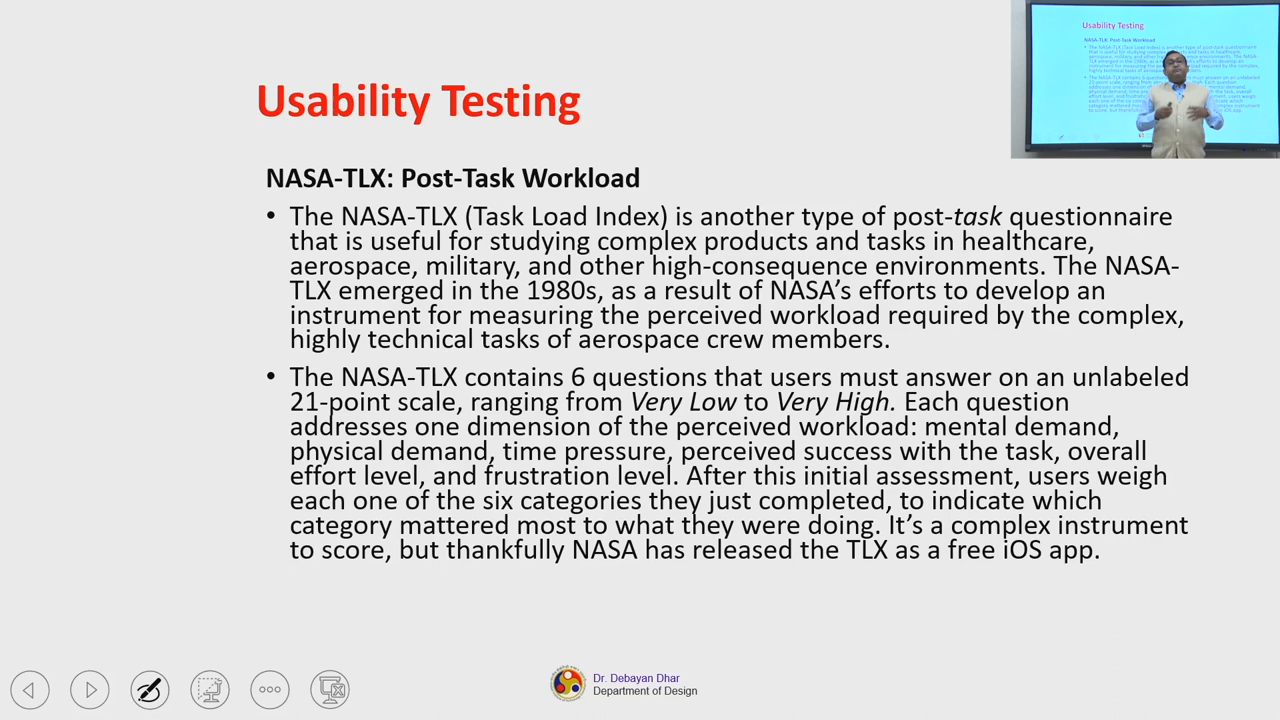 Usability Testing
NASA-TLX: Post-Task Workload
• The NASA-TLX (Task Load Index) is another type of post-task questionnaire
that is useful for studying complex products and tasks in healthcare,
aerospace, military, and other high-consequence environments. The NASA-
TLX emerged in the 1980s, as a result of NASA’s efforts to develop an
instrument for measuring the perceived workload required by the complex,
highly technical tasks of aerospace crew members.
• The NASA-TLX contains 6 questions that users must answer on an unlabeled
21-point scale, ranging from Very Low to Very High. Each question
addresses one dimension of the perceived workload: mental demand,
physical demand, time pressure, perceived success with the task, overall
effort level, and frustration level. After this initial assessment, users weigh
each one of the six categories they just completed, to indicate which
category mattered most to what they were doing. It’s a complex instrument
to score, but thankfully NASA has released the TLX as a free iOS app.
Dr. Debayan Dhar
Department of Design
Usability Testing
NASA-TLX: Post-Task Workload